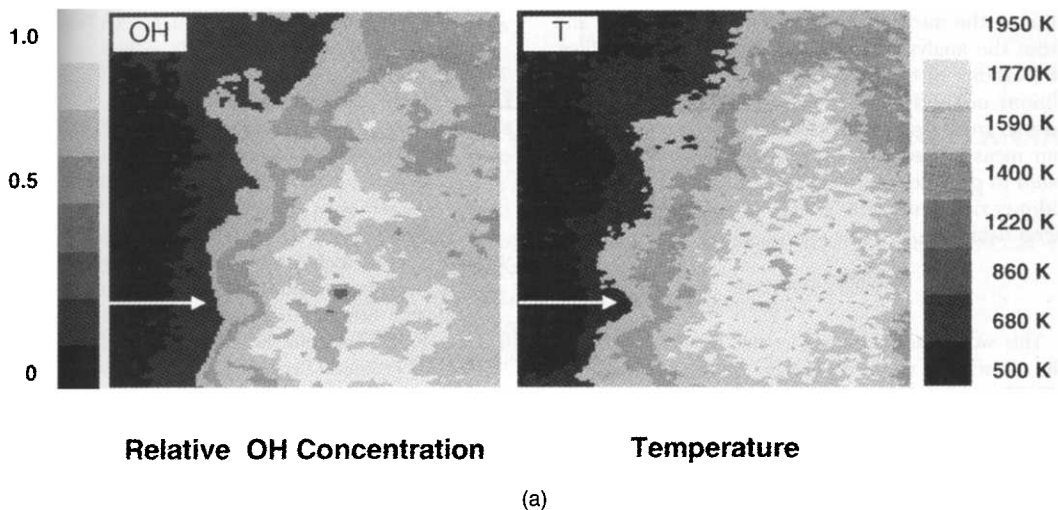 1.0
0.5
0
OH
T
1950 K
1770K
1590 K
1400 K
1220 K
860 K
680 K
500 K
Relative OH Concentration
Temperature
(a)